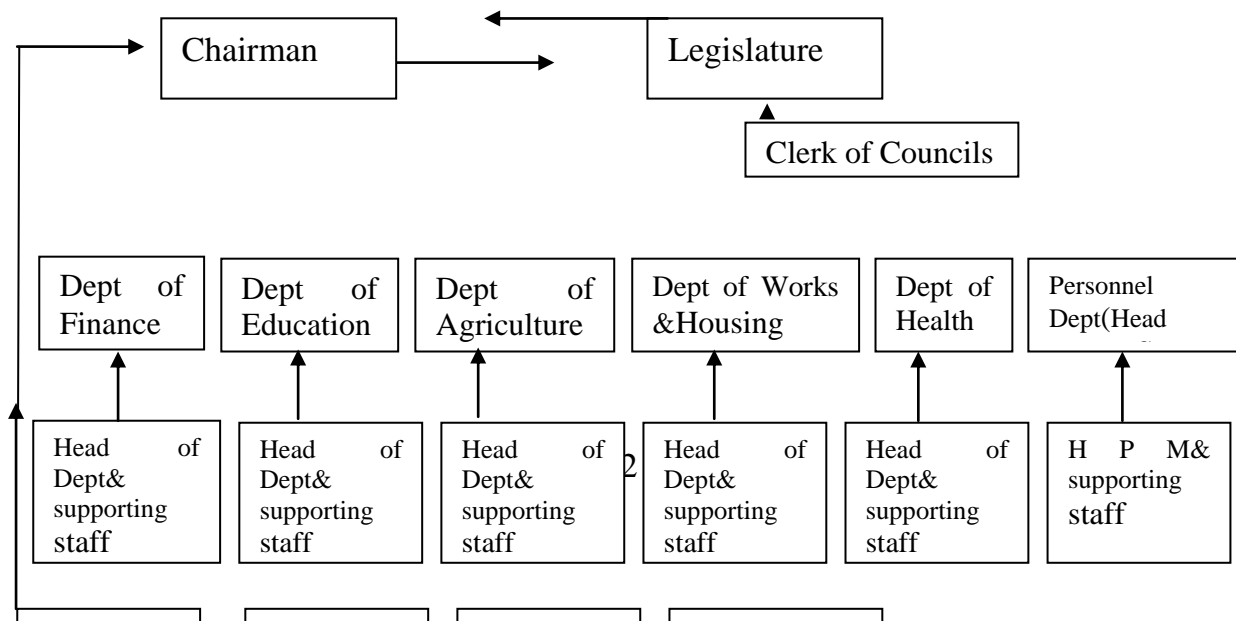 Chairman
Legislature
Clerk of Councils
Dept of
Finance
Dept of
Education
Dept of
Agriculture
Dept of Works
&Housing
Dept of
Health
Personnel
Dept(Head
Head of
Dept&
supporting
staff
Head of
Dept&
supporting
staff
Head of
Dept&
supporting
staff
2
Head of
Dept&
supporting
staff
Head of
Dept&
supporting
staff
H P M&
supporting
staff